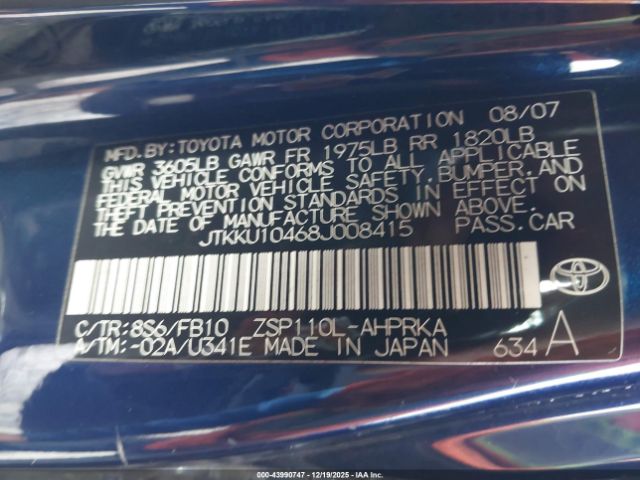 MFD.BY:TOYOTA MOTOR CORPORATION 08/07
GVWR 3605LB GAWR FR 1975LB RR 1820LB
THIS VEHICLE CONFORMS TO ALL APPLICABLE
FEDERAL MOTOR VEHICLE SAFETY,BUMPER,AND
THEFT PREVENTION STANDARDS IN EFFECT ON
THE DATE OF MANUFACTURE SHOWN ABOVE.
JTKKU10468J008415 PASS.CAR
C/TR:8S6/FB10 ZSP110L-AHPRKA
A/TM:-02A/U341E MADE IN JAPAN 634 A
TOYOTA
#: 43990747 - 12/19/2025 - IAAI.COM